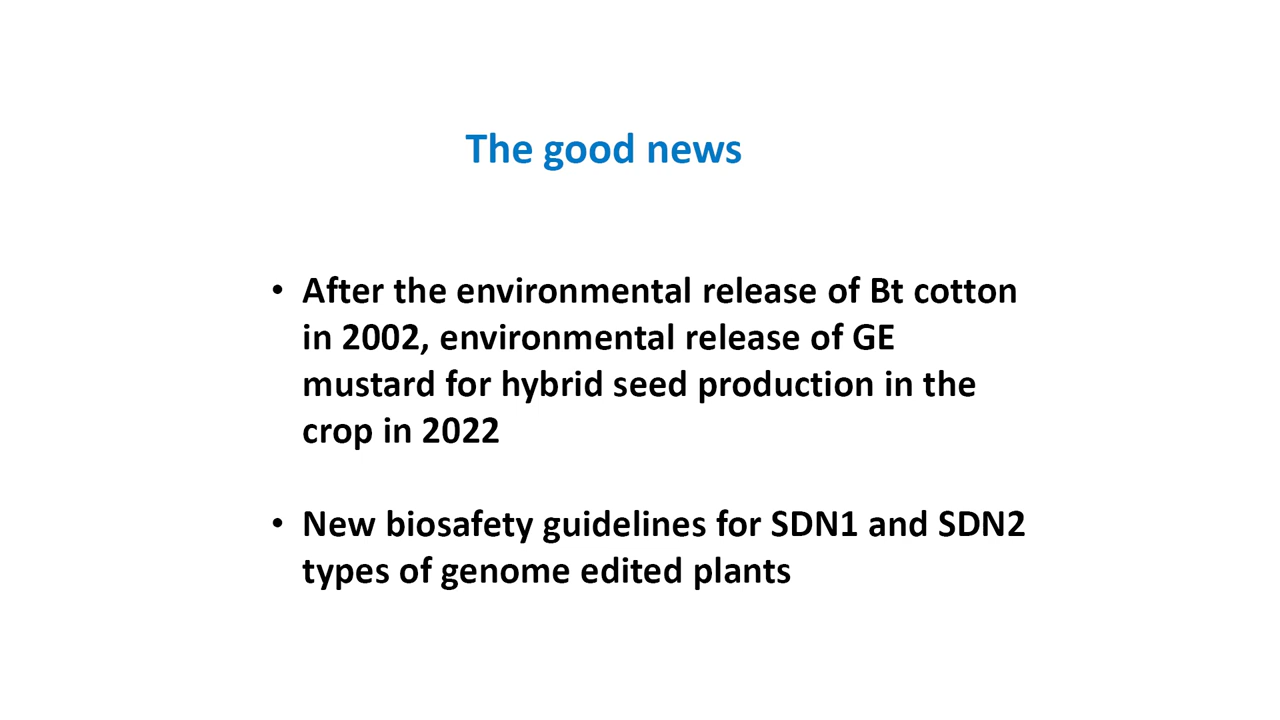 The good news
• After the environmental release of Bt cotton
in 2002, environmental release of GE
mustard for hybrid seed production in the
crop in 2022
• New biosafety guidelines for SDN1 and SDN2
types of genome edited plants